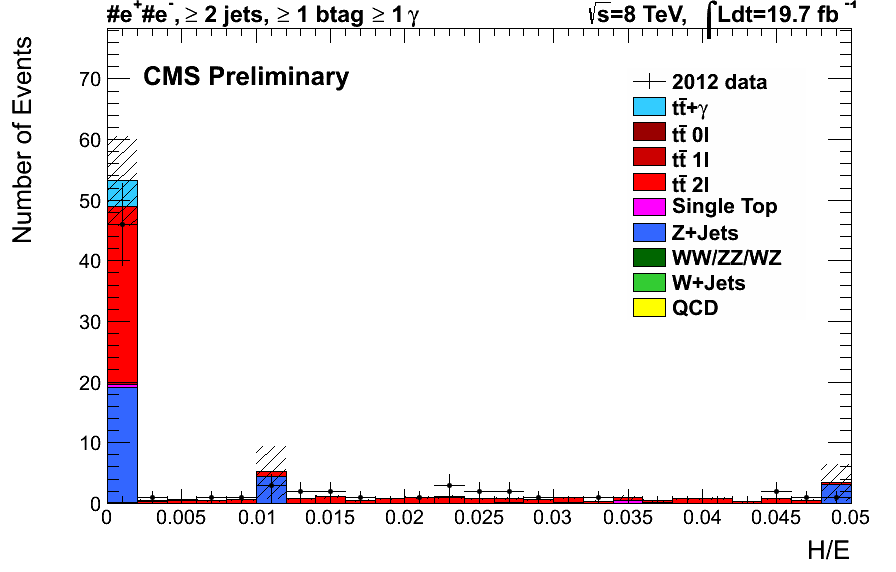 #e⁺#e⁻, ≥ 2 jets, ≥ 1 btag ≥ 1 γ √s=8 TeV, ∫Ldt=19.7 fb⁻¹
CMS Preliminary
2012 data
tt̄+γ
tt̄ 0l
tt̄ 1l
tt̄ 2l
Single Top
Z+Jets
WW/ZZ/WZ
W+Jets
QCD
Number of Events
70
60
50
40
30
20
10
0
0 0.005 0.01 0.015 0.02 0.025 0.03 0.035 0.04 0.045 0.05
H/E